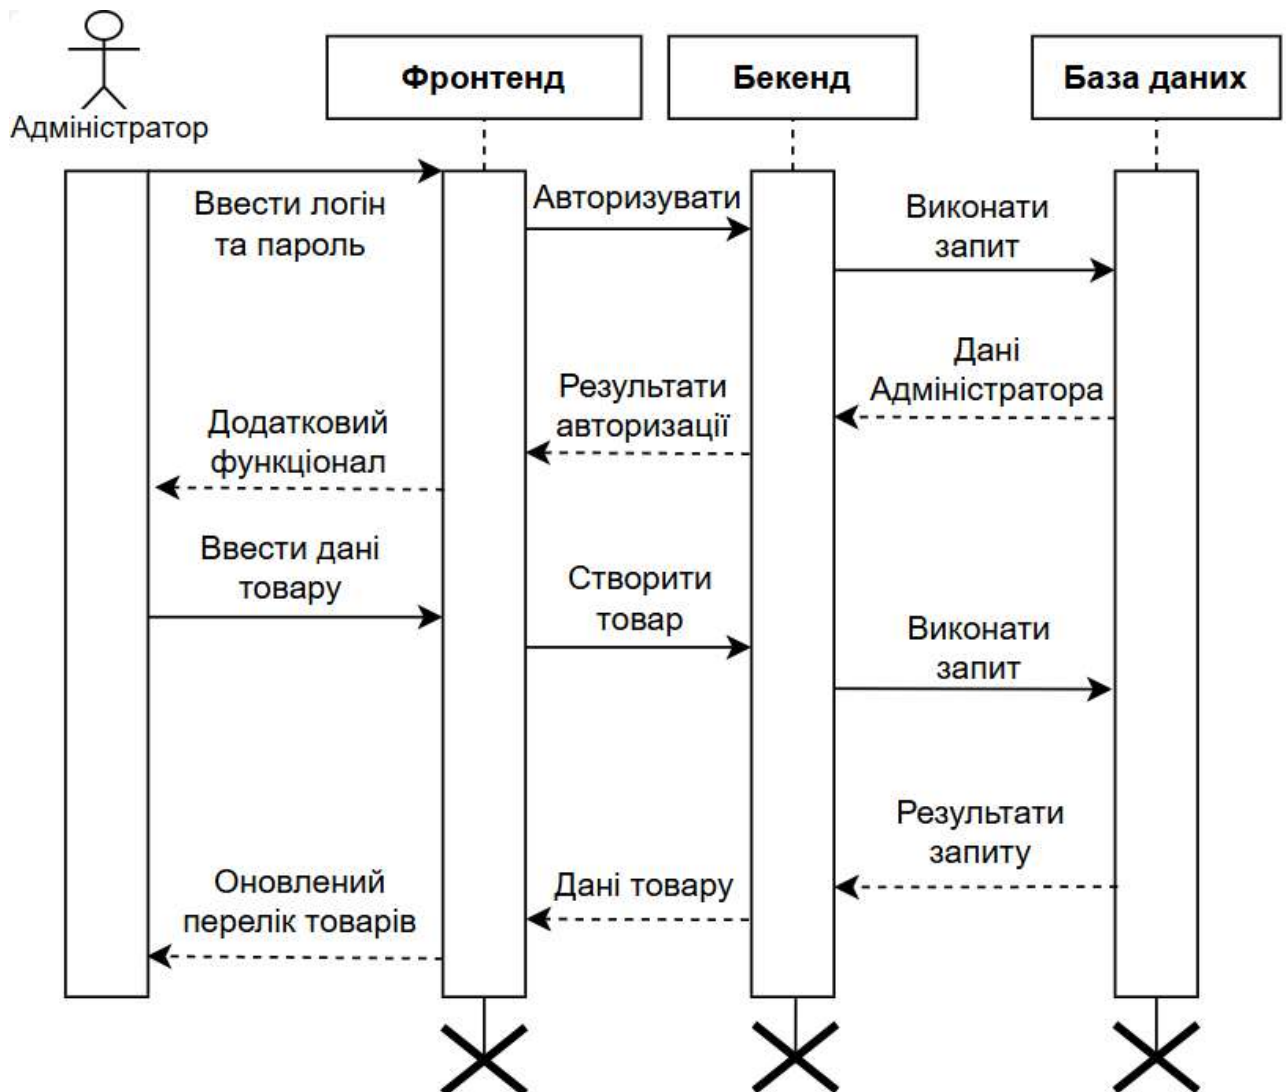 Фронтенд
Бекенд
База даних
Адміністратор
Ввести логін
та пароль
Авторизувати
Виконати
запит
Дані
Адміністратора
Результати
авторизації
Додатковий
функціонал
Ввести дані
товару
Створити
товар
Виконати
запит
Результати
запиту
Дані товару
Оновлений
перелік товарів